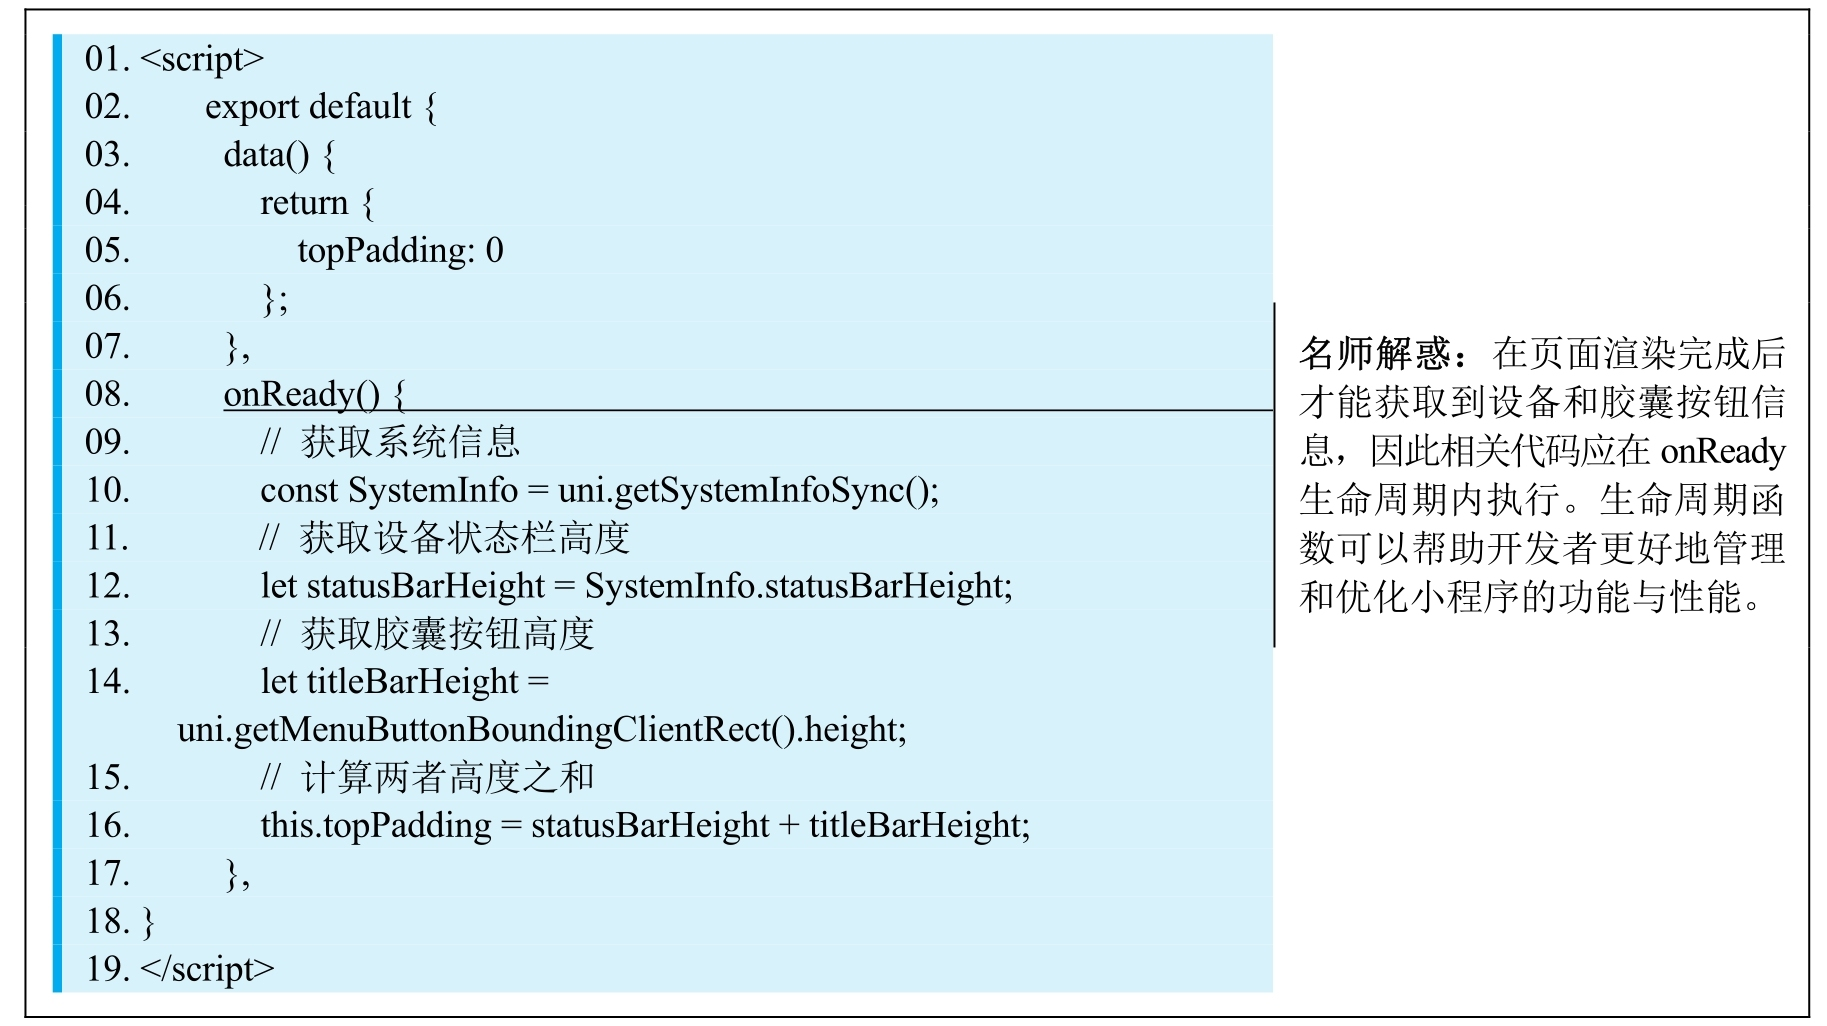 01. <script>
02. export default {
03. data() {
04. return {
05. topPadding: 0
06. };
07. },
08. onReady() {
09. // 获取系统信息
10. const SystemInfo = uni.getSystemInfoSync();
11. // 获取设备状态栏高度
12. let statusBarHeight = SystemInfo.statusBarHeight;
13. // 获取胶囊按钮高度
14. let titleBarHeight =
uni.getMenuButtonBoundingClientRect().height;
15. // 计算两者高度之和
16. this.topPadding = statusBarHeight + titleBarHeight;
17. },
18. }
19. </script>
名师解惑：在页面渲染完成后
才能获取到设备和胶囊按钮信
息，因此相关代码应在 onReady
生命周期内执行。生命周期函
数可以帮助开发者更好地管理
和优化小程序的功能与性能。